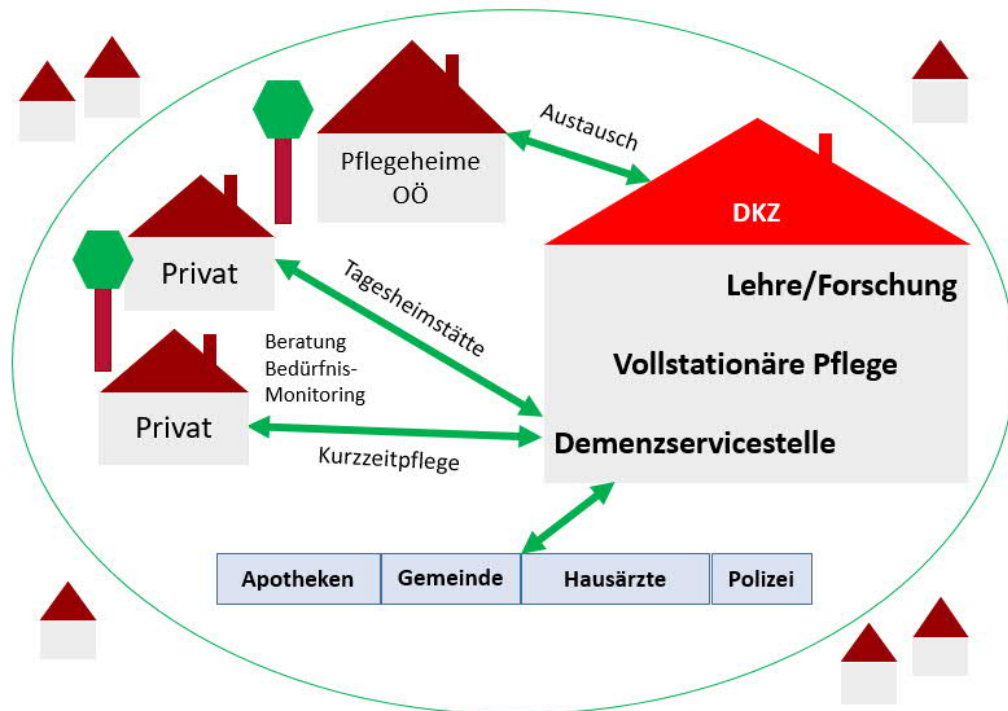 Austausch
Pflegeheime
OÖ
DKZ
Privat
Tagesheimstätte
Lehre/Forschung
Beratung
Bedürfnis-
Monitoring
Vollstationäre Pflege
Privat
Kurzzeitpflege
Demenzservicestelle
Apotheken Gemeinde Hausärzte Polizei